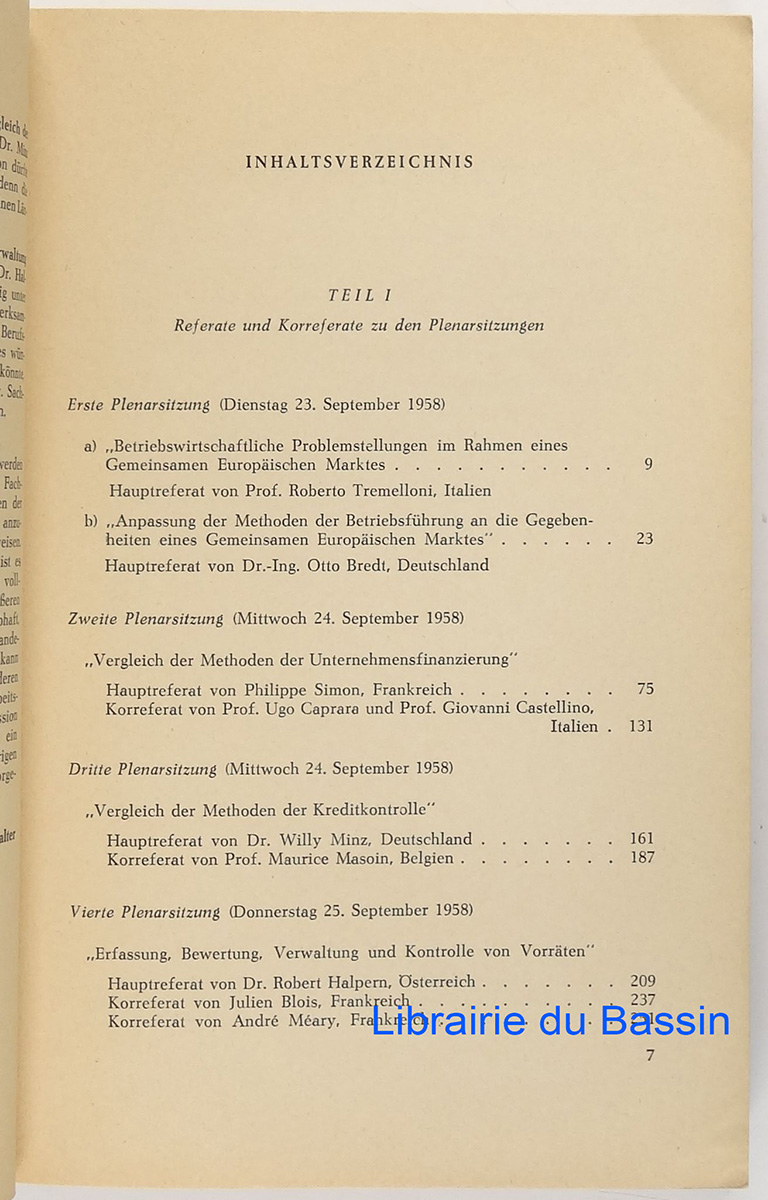 INHALTSVERZEICHNIS
TEIL I
Referate und Korreferate zu den Plenarsitzungen
Erste Plenarsitzung (Dienstag 23. September 1958)
a) „Betriebswirtschaftliche Problemstellungen im Rahmen eines
Gemeinsamen Europäischen Marktes . . . . . . . . . . . 9
Hauptreferat von Prof. Roberto Tremelloni, Italien
b) „Anpassung der Methoden der Betriebsführung an die Gegeben-
heiten eines Gemeinsamen Europäischen Marktes" . . . . . . 23
Hauptreferat von Dr.-Ing. Otto Bredt, Deutschland
Zweite Plenarsitzung (Mittwoch 24. September 1958)
„Vergleich der Methoden der Unternehmensfinanzierung"
Hauptreferat von Philippe Simon, Frankreich . . . . . . . . 75
Korreferat von Prof. Ugo Caprara und Prof. Giovanni Castellino,
Italien . 131
Dritte Plenarsitzung (Mittwoch 24. September 1958)
„Vergleich der Methoden der Kreditkontrolle"
Hauptreferat von Dr. Willy Minz, Deutschland . . . . . . . 161
Korreferat von Prof. Maurice Masoin, Belgien . . . . . . . . 187
Vierte Plenarsitzung (Donnerstag 25. September 1958)
„Erfassung, Bewertung, Verwaltung und Kontrolle von Vorräten"
Hauptreferat von Dr. Robert Halpern, Österreich . . . . . . . 209
Korreferat von Julien Blois, Frankreich . . . . . . . . . . 237
Korreferat von André Méary, Frankreich
Librairie du Bassin
7